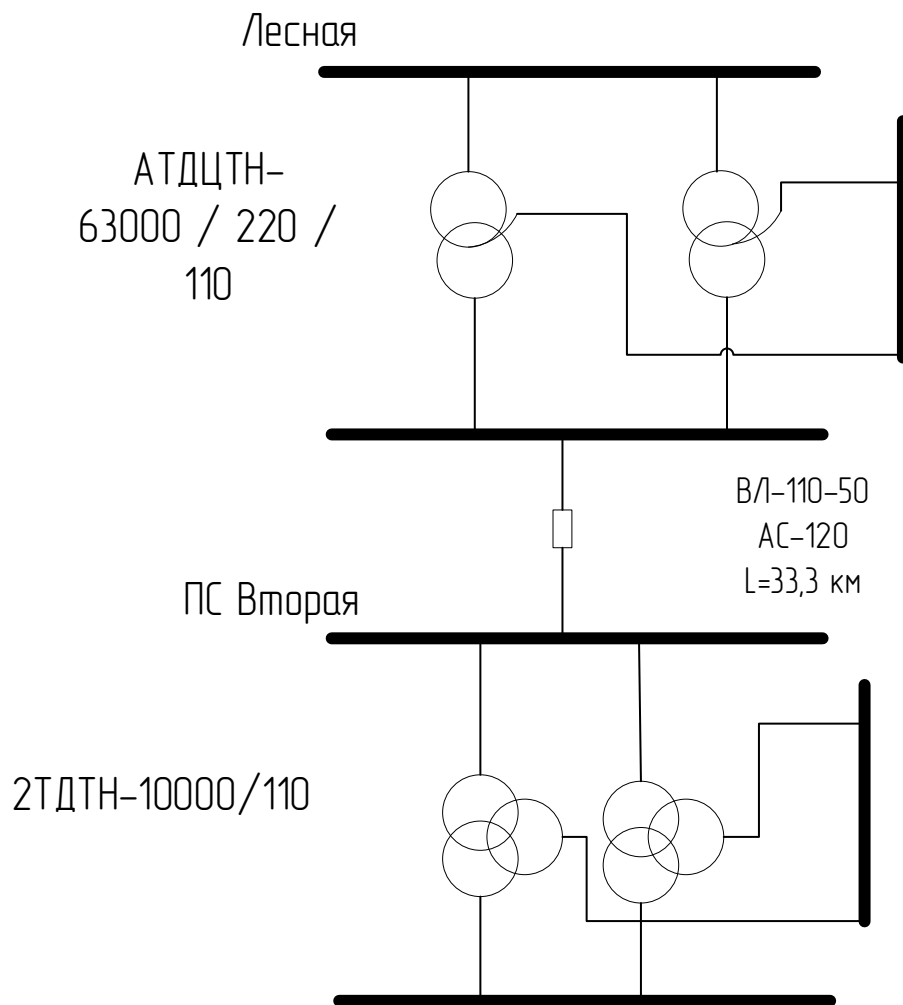 Лесная
АТДЦТН-
63000 / 220 /
110
ВЛ-110-50
АС-120
L=33,3 км
ПС Вторая
2ТДТН-10000/110